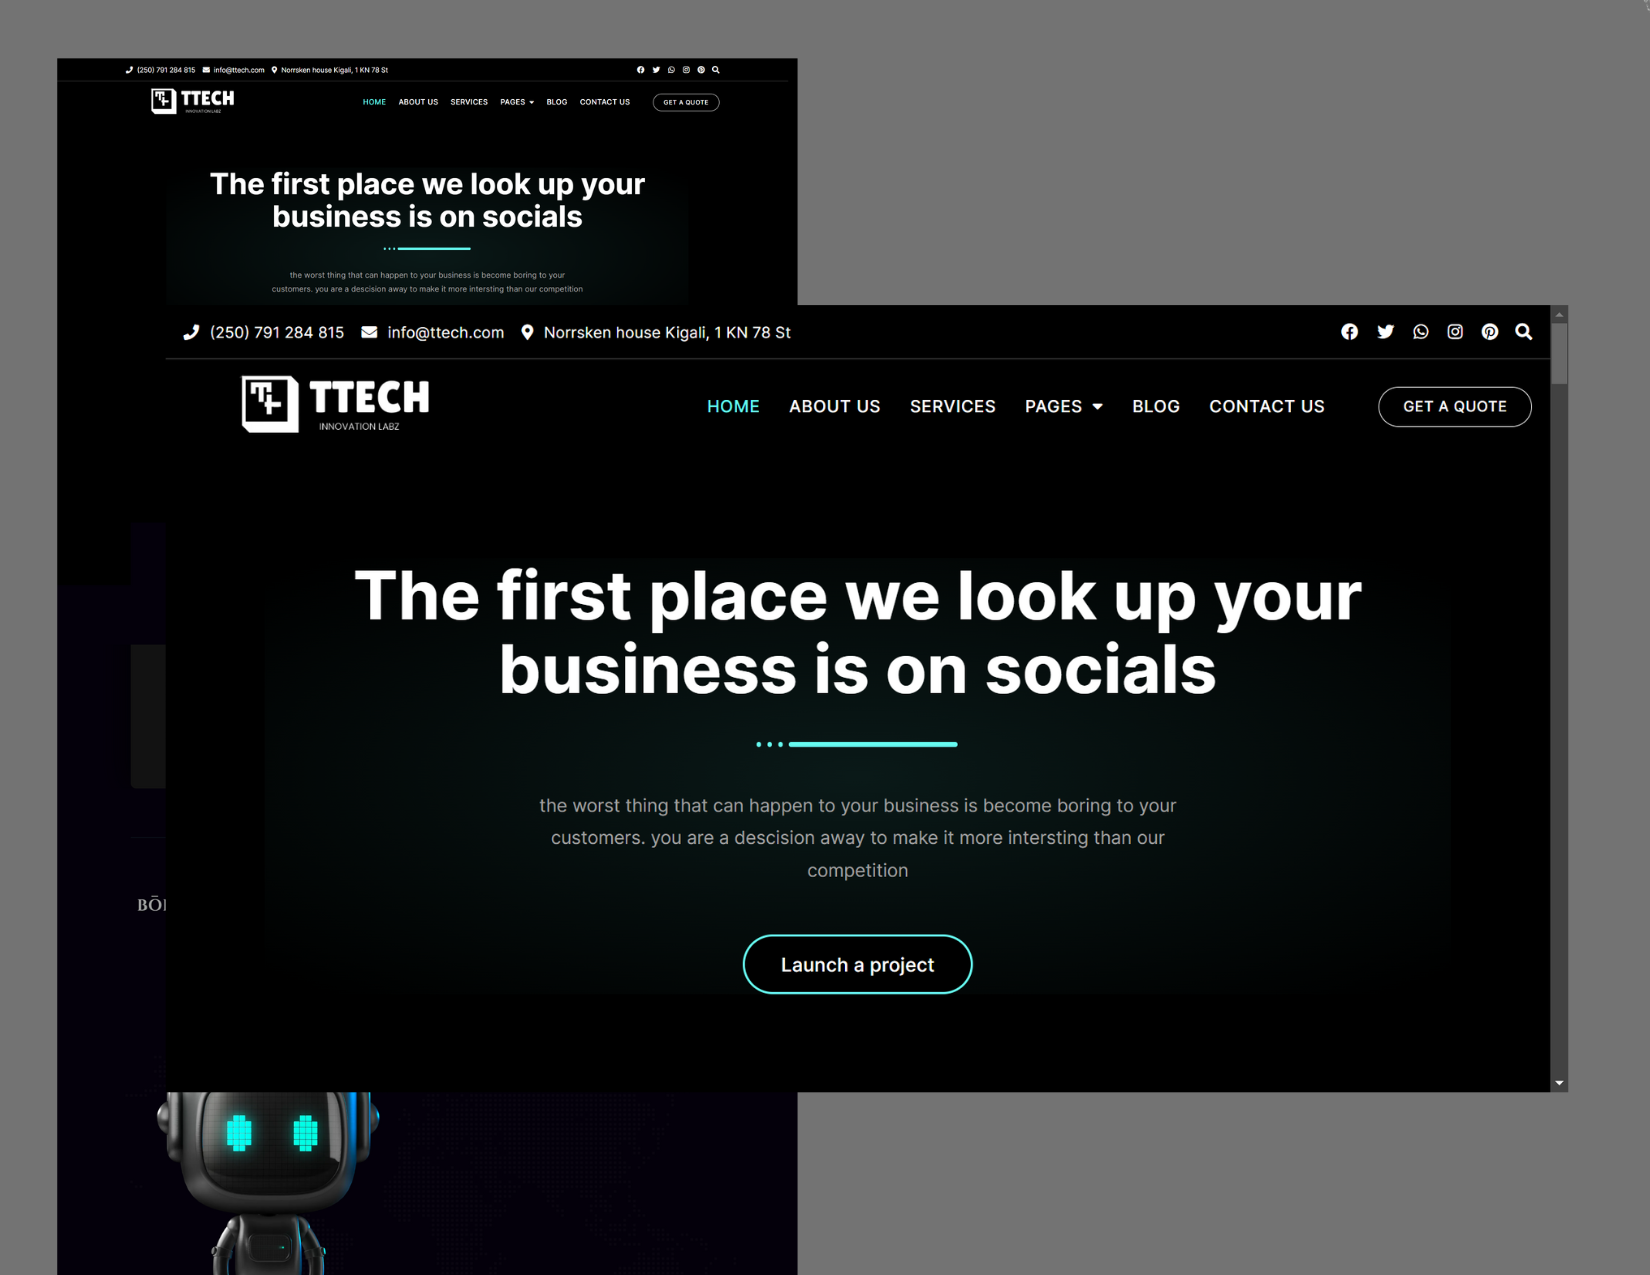 (250) 791 284 815 info@ttech.com Norrsken house Kigali, 1 KN 78 St
TTECH
INNOVATION LABZ
HOME ABOUT US SERVICES PAGES BLOG CONTACT US GET A QUOTE
The first place we look up your
business is on socials
the worst thing that can happen to your business is become boring to your
customers. you are a descision away to make it more intersting than our competition
(250) 791 284 815 info@ttech.com Norrsken house Kigali, 1 KN 78 St
TTECH
INNOVATION LABZ
HOME ABOUT US SERVICES PAGES BLOG CONTACT US GET A QUOTE
The first place we look up your
business is on socials
the worst thing that can happen to your business is become boring to your
customers. you are a descision away to make it more intersting than our
competition
Launch a project